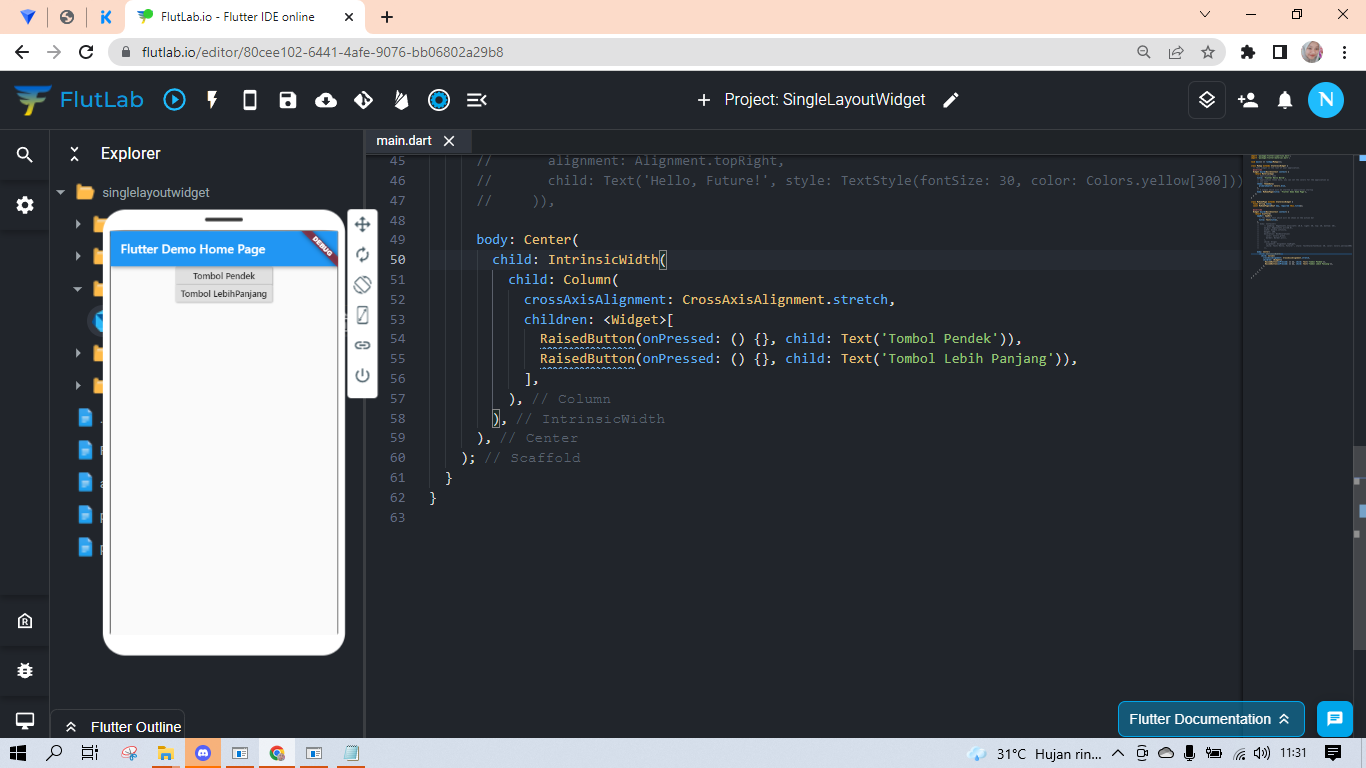 FlutLab.io - Flutter IDE online
flutlab.io/editor/80cee102-6441-4afe-9076-bb06802a29b8
FlutLab
Project: SingleLayoutWidget
N
Explorer
main.dart
singlelayoutwidget
Flutter Demo Home Page
DEBUG
Tombol Pendek
Tombol LebihPanjang
45 // alignment: Alignment.topRight,
46 // child: Text('Hello, Future!', style: TextStyle(fontSize: 30, color: Colors.yellow[300]))
47 // )),
48
49 body: Center(
50 child: IntrinsicWidth(
51 child: Column(
52 crossAxisAlignment: CrossAxisAlignment.stretch,
53 children: <Widget>[
54 RaisedButton(onPressed: () {}, child: Text('Tombol Pendek')),
55 RaisedButton(onPressed: () {}, child: Text('Tombol Lebih Panjang')),
56 ],
57 ), // Column
58 ), // IntrinsicWidth
59 ), // Center
60 ); // Scaffold
61 }
62 }
63
Flutter Outline
Flutter Documentation
31°C Hujan rin...
11:31